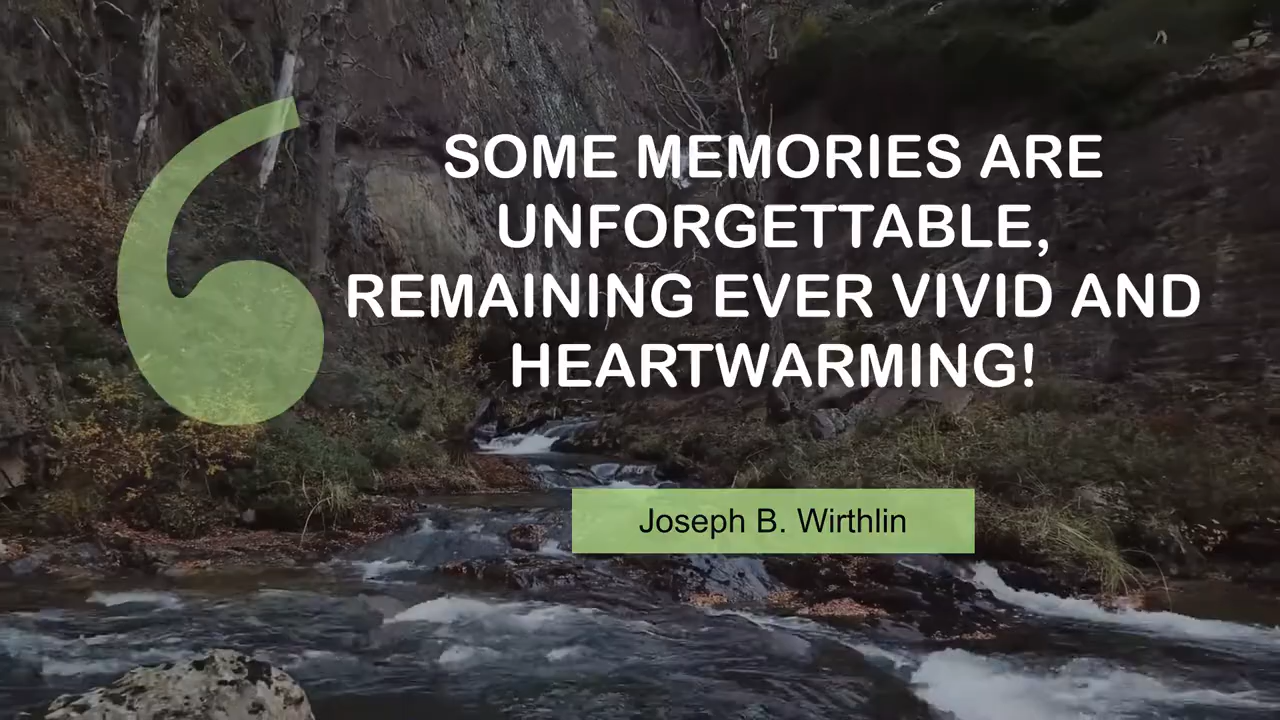 SOME MEMORIES ARE
UNFORGETTABLE,
REMAINING EVER VIVID AND
HEARTWARMING!
Joseph B. Wirthlin